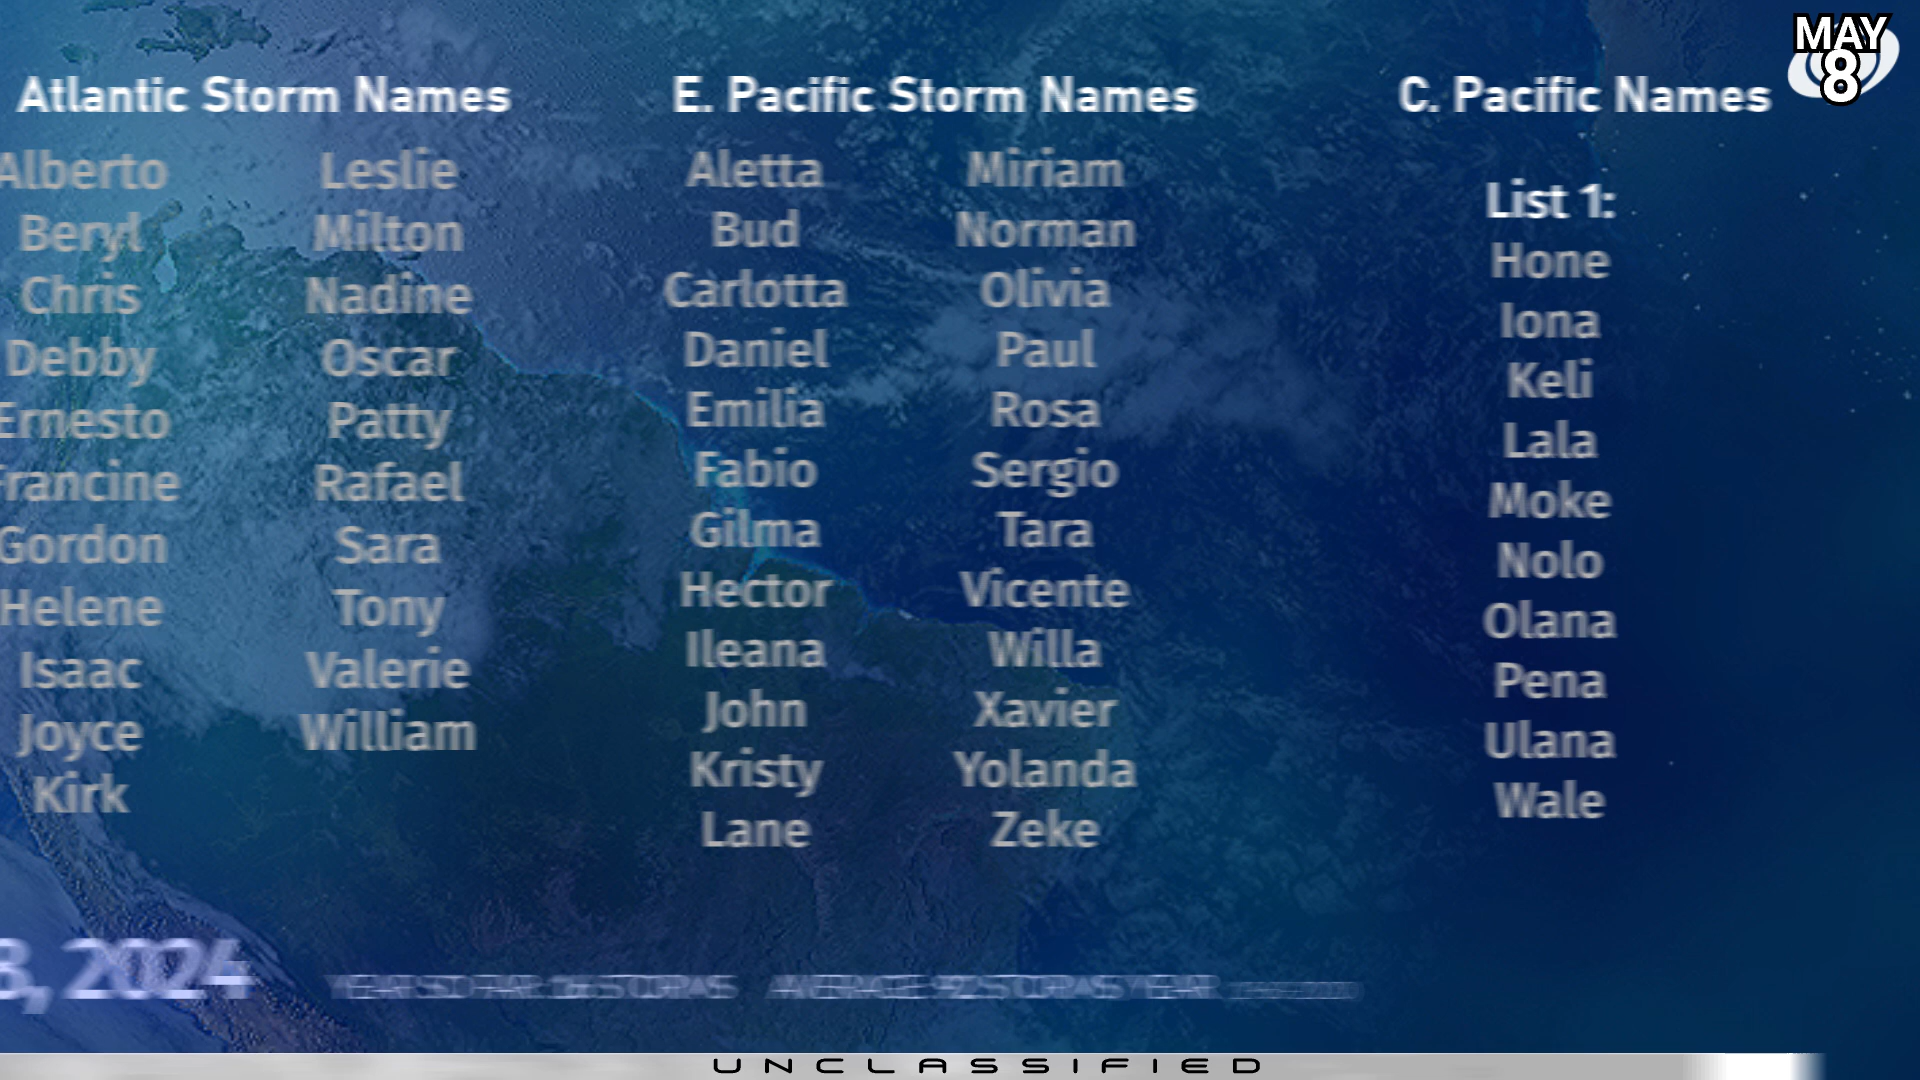 MAY
8
Atlantic Storm Names
Alberto
Beryl
Chris
Debby
Ernesto
Francine
Gordon
Helene
Isaac
Joyce
Kirk
Leslie
Milton
Nadine
Oscar
Patty
Rafael
Sara
Tony
Valerie
William
E. Pacific Storm Names
Aletta
Bud
Carlotta
Daniel
Emilia
Fabio
Gilma
Hector
Ileana
John
Kristy
Lane
Miriam
Norman
Olivia
Paul
Rosa
Sergio
Tara
Vicente
Willa
Xavier
Yolanda
Zeke
C. Pacific Names
List 1:
Hone
Iona
Keli
Lala
Moke
Nolo
Olana
Pena
Ulana
Wale
8, 2024
UNCLASSIFIED